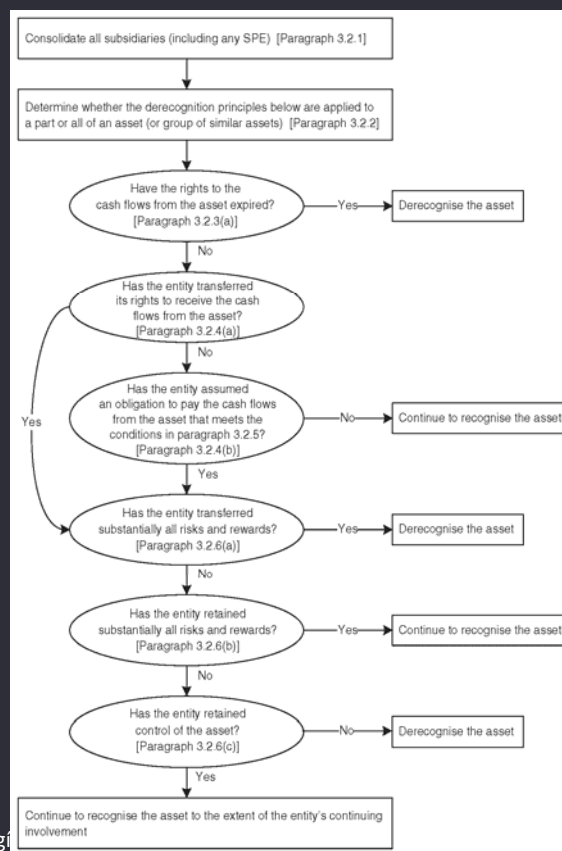 Consolidate all subsidiaries (including any SPE) [Paragraph 3.2.1]
Determine whether the derecognition principles below are applied to
a part or all of an asset (or group of similar assets) [Paragraph 3.2.2]
Have the rights to the
cash flows from the asset expired?
[Paragraph 3.2.3(a)]
Yes
Derecognise the asset
No
Has the entity transferred
its rights to receive the cash
flows from the asset?
[Paragraph 3.2.4(a)]
No
Yes
Has the entity assumed
an obligation to pay the cash flows
from the asset that meets the
conditions in paragraph 3.2.5?
[Paragraph 3.2.4(b)]
No
Continue to recognise the asset
Yes
Has the entity transferred
substantially all risks and rewards?
[Paragraph 3.2.6(a)]
Yes
Derecognise the asset
No
Has the entity retained
substantially all risks and rewards?
[Paragraph 3.2.6(b)]
Yes
Continue to recognise the asset
No
Has the entity retained
control of the asset?
[Paragraph 3.2.6(c)]
No
Derecognise the asset
Yes
Continue to recognise the asset to the extent of the entity's continuing
involvement